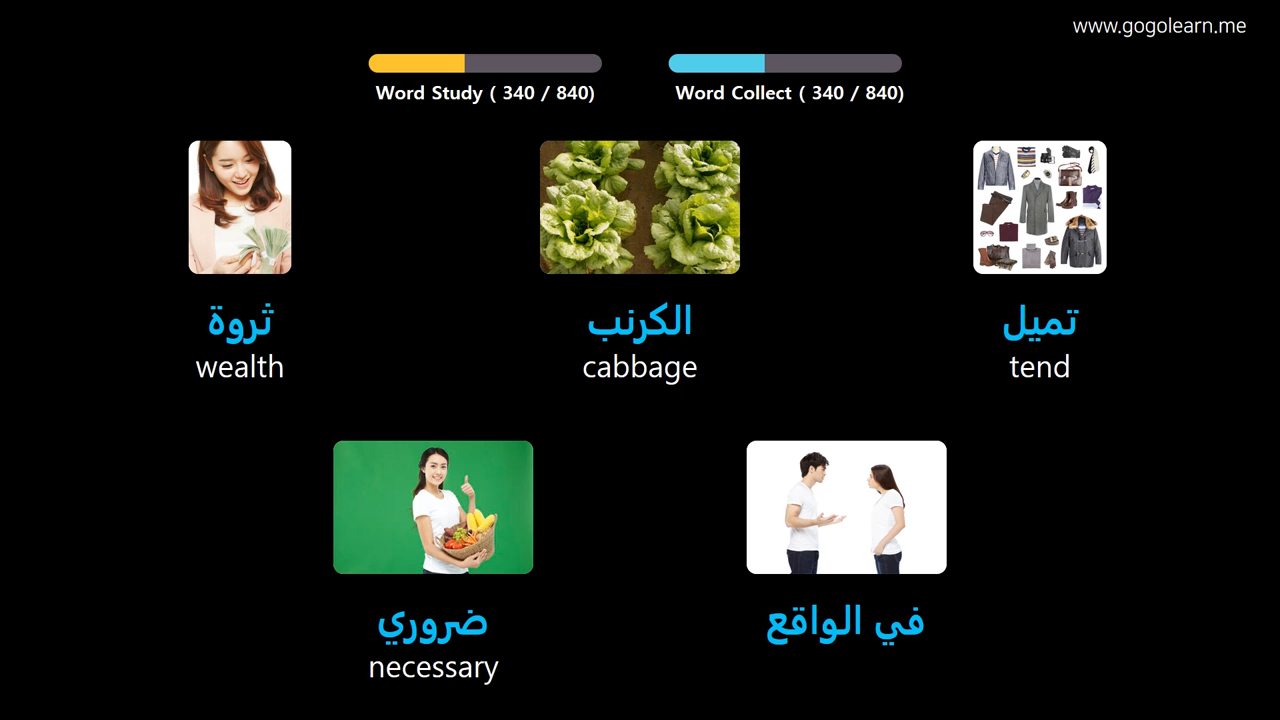 www.gogolearn.me
Word Study ( 340 / 840)
Word Collect ( 340 / 840)
ثروة
wealth
الكرنب
cabbage
تميل
tend
ضروري
necessary
في الواقع